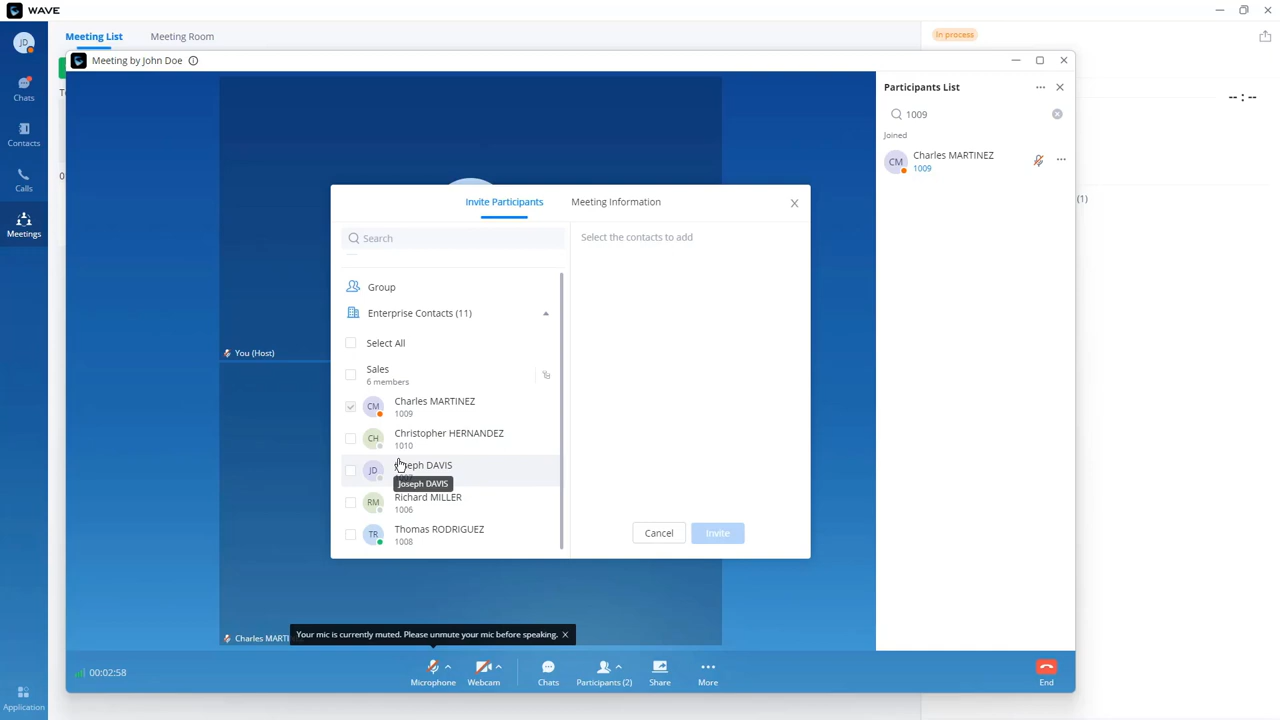 WAVE
JD
Chats
Contacts
Calls
Meetings
Application
Meeting List
Meeting Room
In process
-- : --
(1)
Meeting by John Doe
You (Host)
Participants List
1009
Joined
CM
Charles MARTINEZ
1009
Invite Participants
Meeting Information
Search
Select the contacts to add
Group
Enterprise Contacts (11)
Select All
Sales
6 members
CM
Charles MARTINEZ
1009
CH
Christopher HERNANDEZ
1010
JD
Joseph DAVIS
Joseph DAVIS
RM
Richard MILLER
1006
TR
Thomas RODRIGUEZ
1008
Cancel
Invite
Charles
Your mic is currently muted. Please unmute your mic before speaking.
00:02:58
Microphone
Webcam
Chats
Participants (2)
Share
More
End